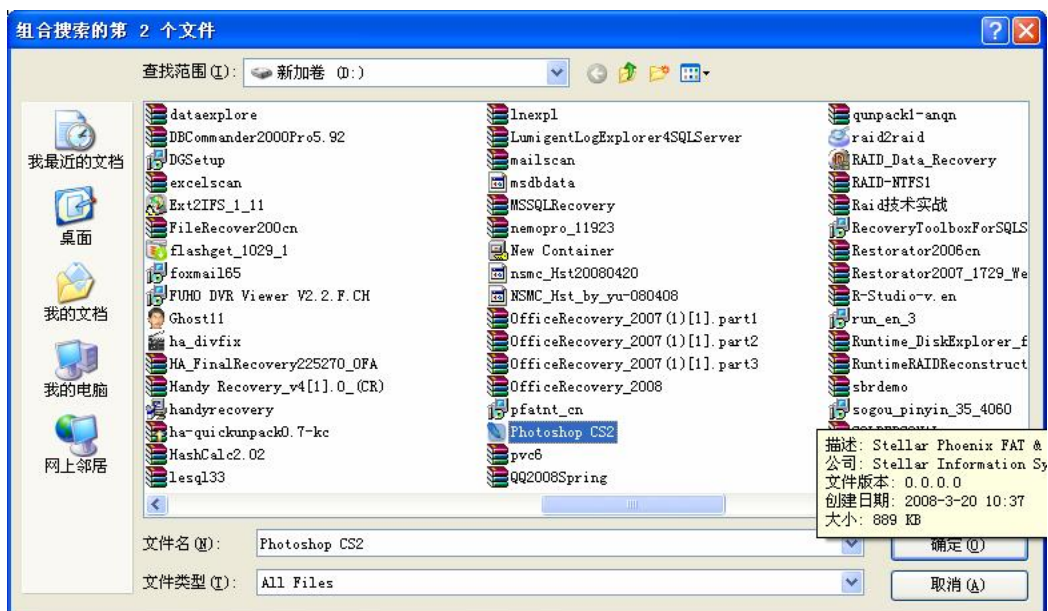 组合搜索的第 2 个文件
查找范围(I): 新加卷 (D:)
我最近的文档
桌面
我的文档
我的电脑
网上邻居
dataexplore
DBCommander2000Pro5.92
DGSetup
excelscan
Ext2IFS_1_11
FileRecover200cn
flashget_1029_1
foxmail65
FUHO DVR Viewer V2.2.F.CH
Ghost11
ha_divfix
HA_FinalRecovery225270_OFA
Handy Recovery_v4[1].0_(CR)
handyrecovery
ha-quickunpack0.7-kc
HashCalc2.02
lesql33
lnexpl
LumigentLogExplorer4SQLServer
mailscan
msdbdata
MSSQLRecovery
nemopro_11923
New Container
nsmc_Hst20080420
NSMC_Hst_by_yu-080408
OfficeRecovery_2007(1)[1].part1
OfficeRecovery_2007(1)[1].part2
OfficeRecovery_2007(1)[1].part3
OfficeRecovery_2008
pfatnt_cn
Photoshop CS2
pvc6
QQ2008Spring
qunpack1-anqn
raid2raid
RAID_Data_Recovery
RAID-NTFS1
Raid技术实战
RecoveryToolboxForSQLS
Restorator2006cn
Restorator2007_1729_We
R-Studio-v.en
run_en_3
Runtime_DiskExplorer_f
RuntimeRAIDReconstruct
sbrdemo
sogou_pinyin_35_4060
描述: Stellar Phoenix FAT &
公司: Stellar Information Sy
文件版本: 0.0.0.0
创建日期: 2008-3-20 10:37
大小: 889 KB
文件名(N): Photoshop CS2
确定(O)
文件类型(T): All Files
取消(A)